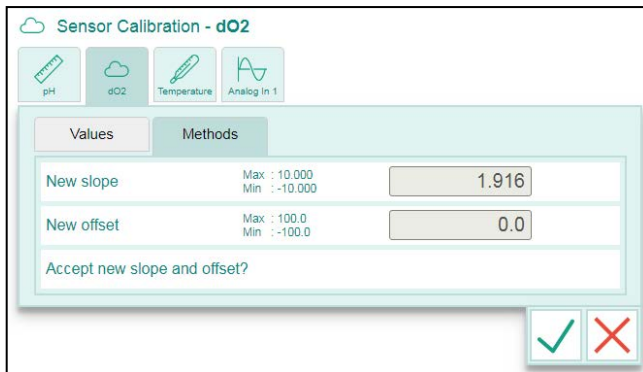 Sensor Calibration - dO2
pH dO2 Temperature Analog In 1
Values Methods
New slope Max : 10.000 1.916
Min : -10.000
New offset Max : 100.0 0.0
Min : -100.0
Accept new slope and offset?